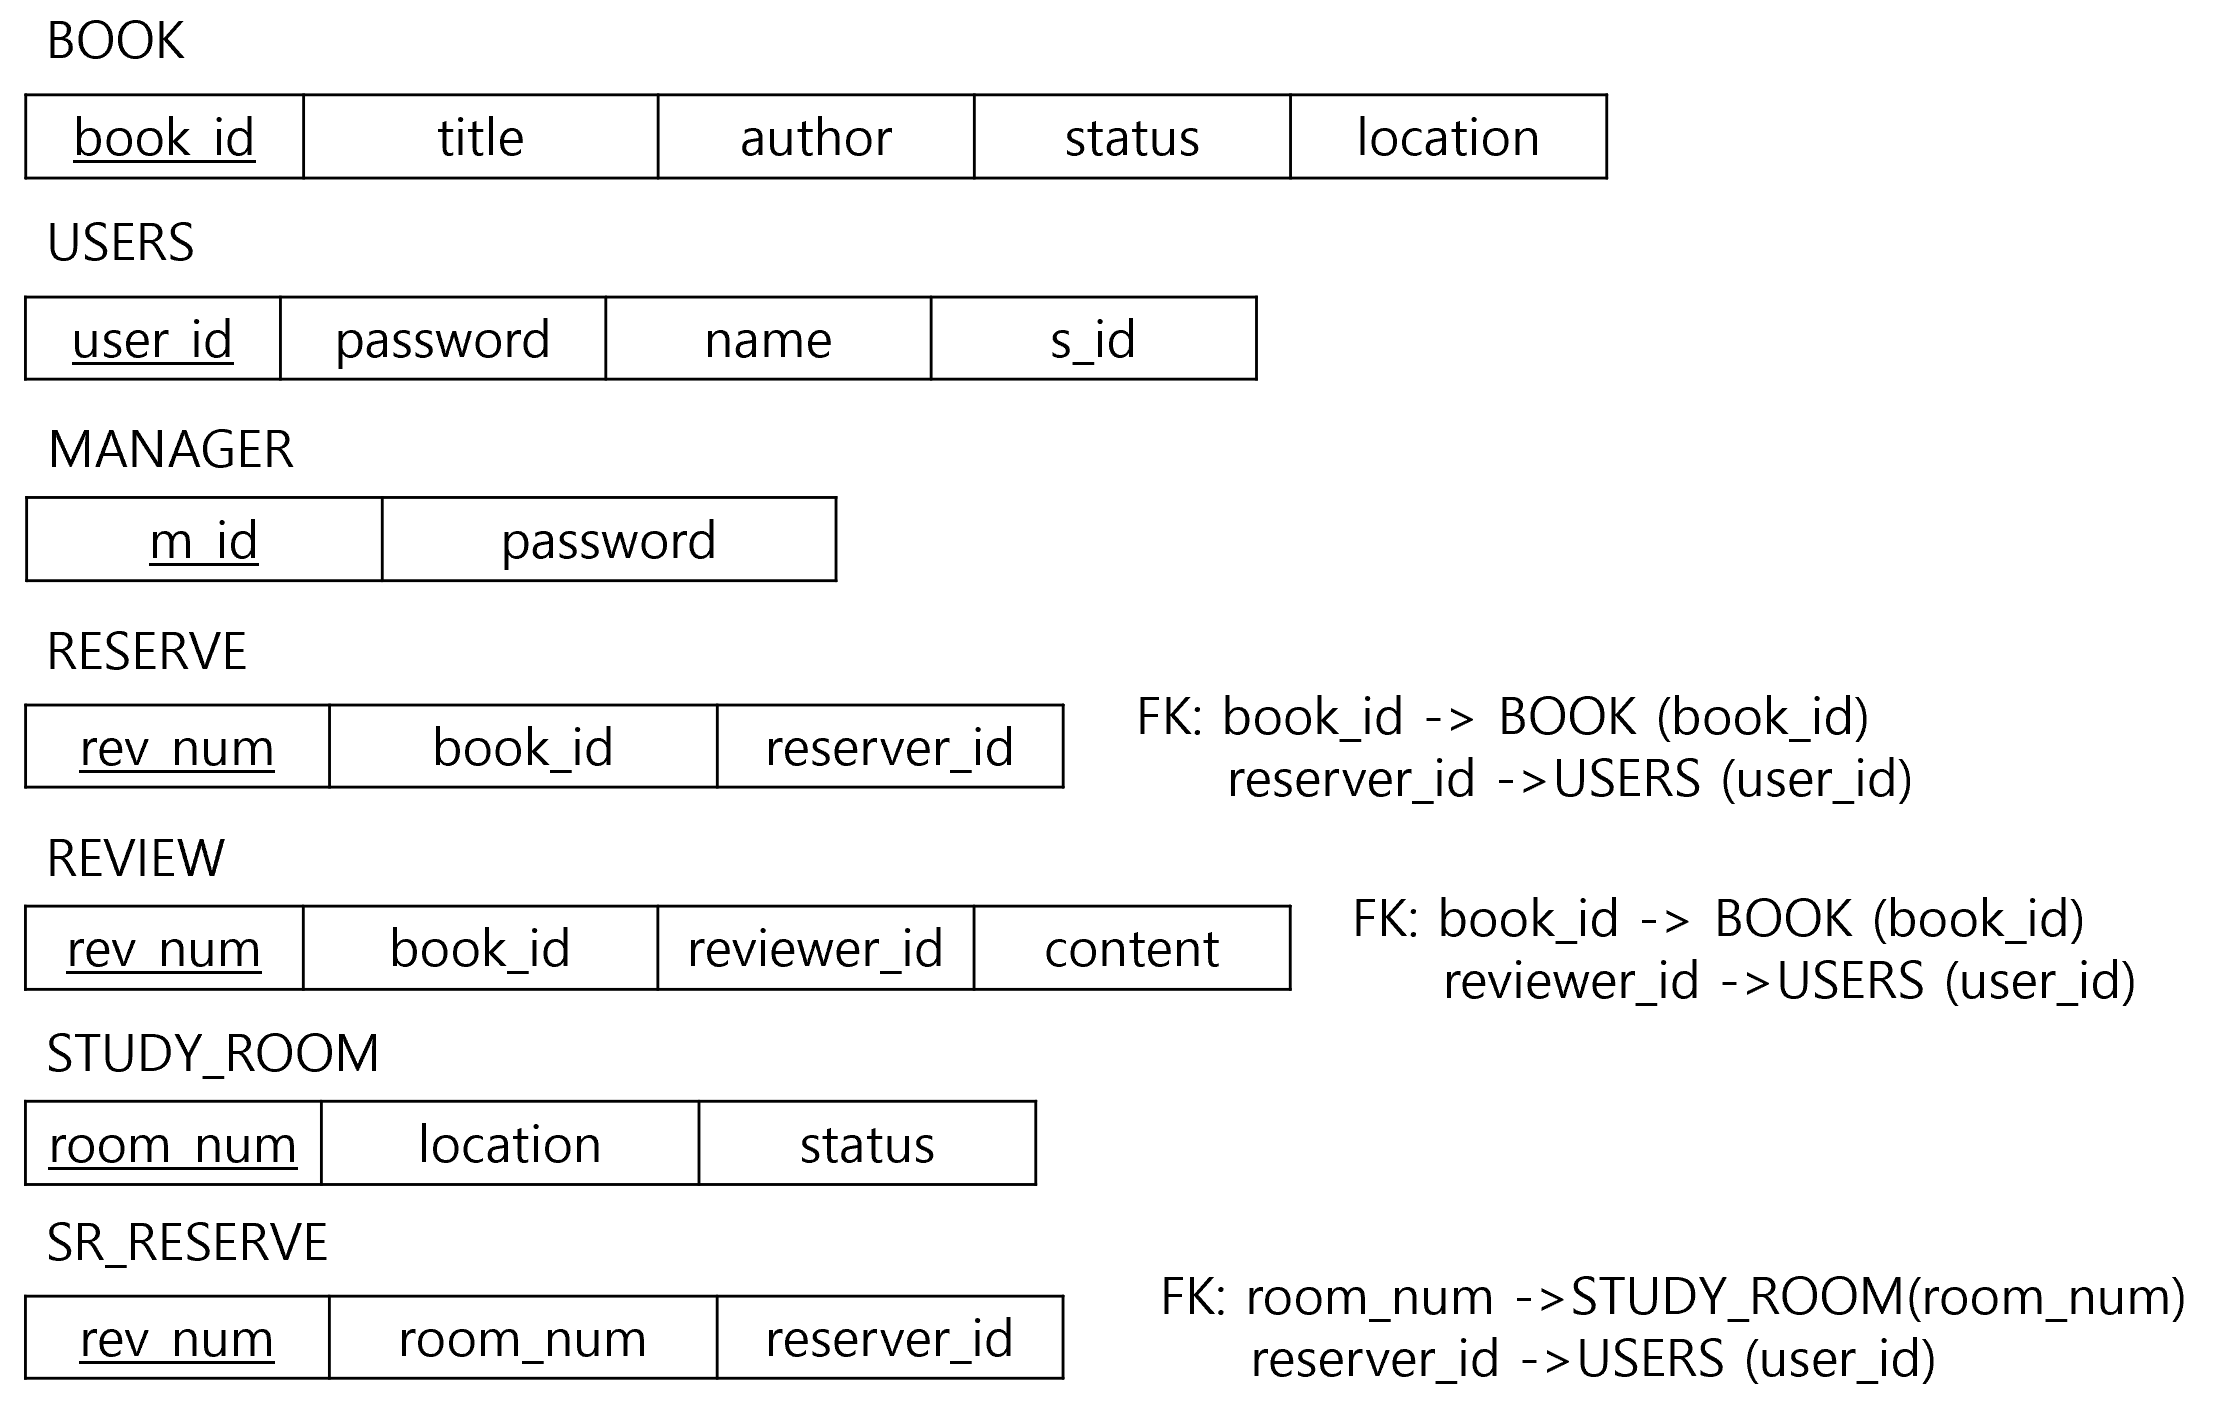 BOOK
book_id title author status location
USERS
user_id password name s_id
MANAGER
m_id password
RESERVE
rev_num book_id reserver_id
FK: book_id -> BOOK (book_id)
reserver_id ->USERS (user_id)
REVIEW
rev_num book_id reviewer_id content
FK: book_id -> BOOK (book_id)
reviewer_id ->USERS (user_id)
STUDY_ROOM
room_num location status
SR_RESERVE
rev_num room_num reserver_id
FK: room_num ->STUDY_ROOM(room_num)
reserver_id ->USERS (user_id)